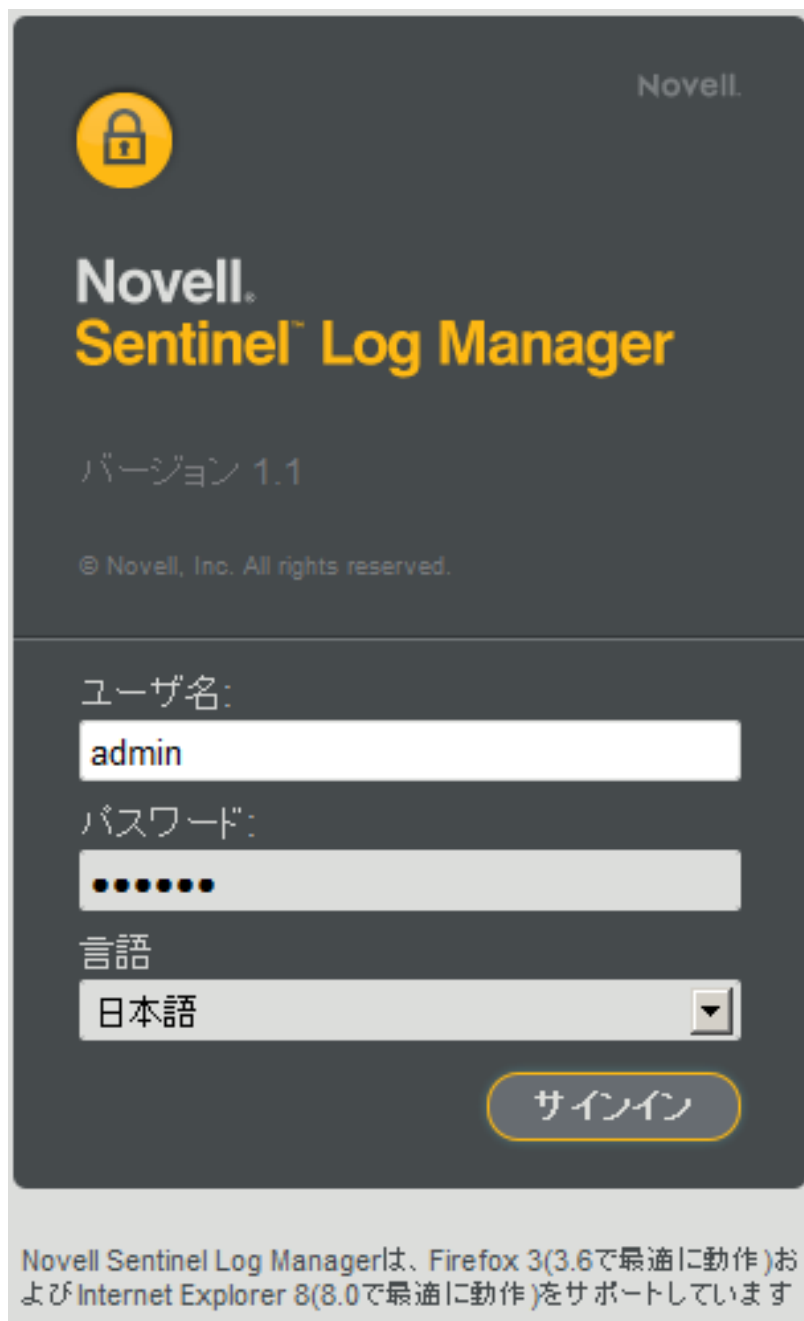 Novell.
Novell®
Sentinel™ Log Manager
バージョン 1.1
© Novell, Inc. All rights reserved.
ユーザ名:
admin
パスワード:
••••••
言語
日本語
サインイン
Novell Sentinel Log Managerは、Firefox 3(3.6で最適に動作)お
よびInternet Explorer 8(8.0で最適に動作)をサポートしています